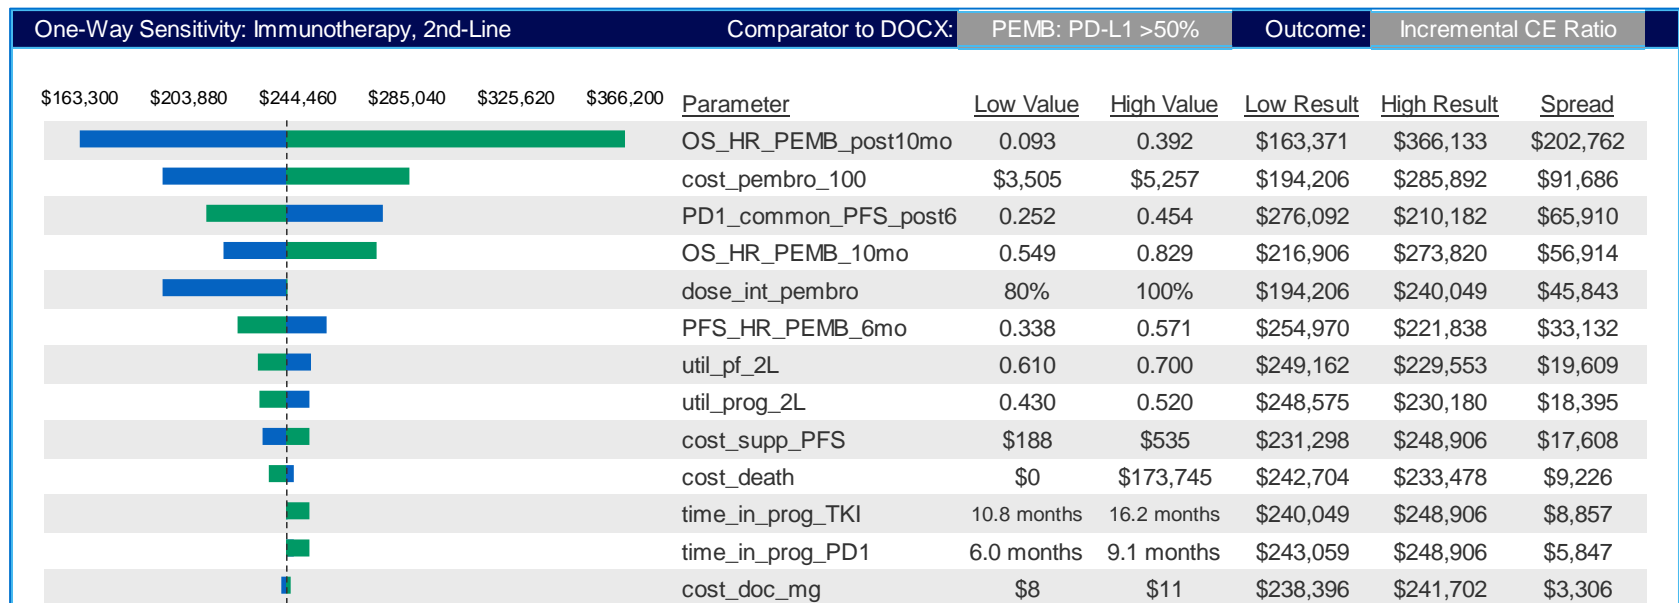 One-Way Sensitivity: Immunotherapy, 2nd-Line Comparator to DOCX: PEMB: PD-L1 >50% Outcome: Incremental CE Ratio
$163,300 $203,880 $244,460 $285,040 $325,620 $366,200 Parameter Low Value High Value Low Result High Result Spread
OS_HR_PEMB_post10mo 0.093 0.392 $163,371 $366,133 $202,762
cost_pembro_100 $3,505 $5,257 $194,206 $285,892 $91,686
PD1_common_PFS_post6 0.252 0.454 $276,092 $210,182 $65,910
OS_HR_PEMB_10mo 0.549 0.829 $216,906 $273,820 $56,914
dose_int_pembro 80% 100% $194,206 $240,049 $45,843
PFS_HR_PEMB_6mo 0.338 0.571 $254,970 $221,838 $33,132
util_pf_2L 0.610 0.700 $249,162 $229,553 $19,609
util_prog_2L 0.430 0.520 $248,575 $230,180 $18,395
cost_supp_PFS $188 $535 $231,298 $248,906 $17,608
cost_death $0 $173,745 $242,704 $233,478 $9,226
time_in_prog_TKI 10.8 months 16.2 months $240,049 $248,906 $8,857
time_in_prog_PD1 6.0 months 9.1 months $243,059 $248,906 $5,847
cost_doc_mg $8 $11 $238,396 $241,702 $3,306